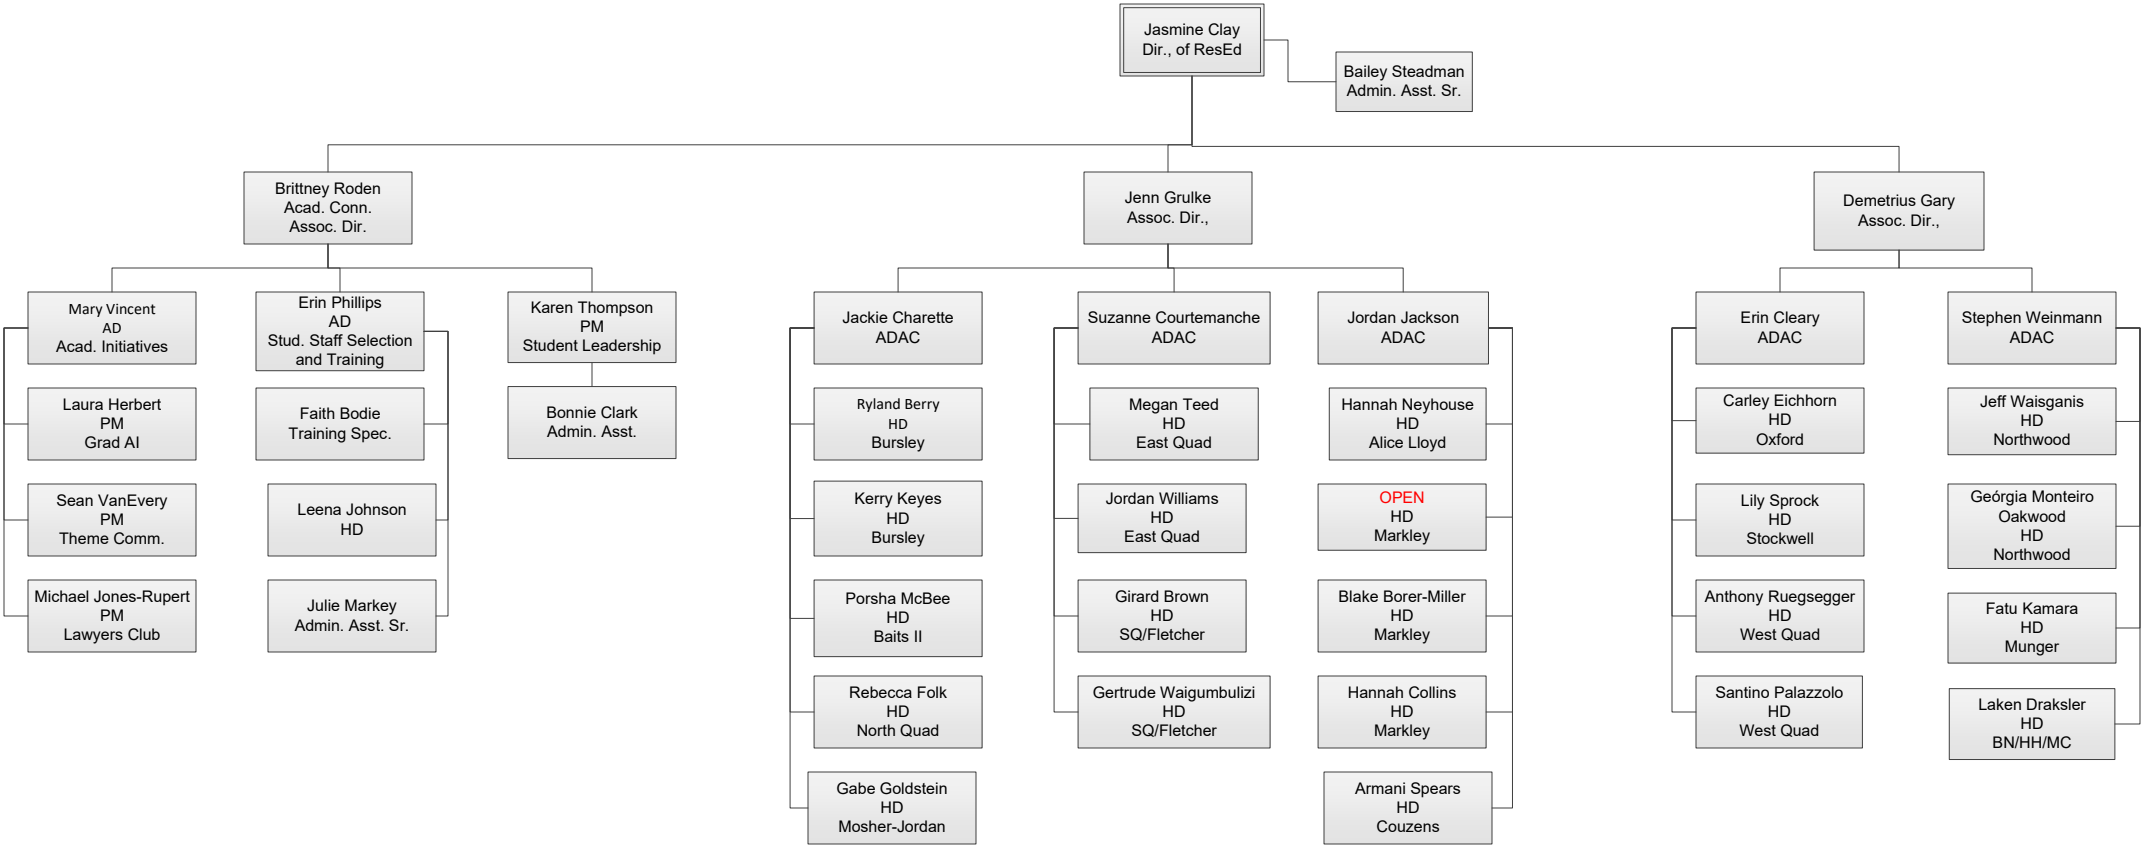 Jasmine Clay
Dir., of ResEd
Bailey Steadman
Admin. Asst. Sr.
Brittney Roden
Acad. Conn.
Assoc. Dir.
Jenn Grulke
Assoc. Dir.,
Demetrius Gary
Assoc. Dir.,
Mary Vincent
AD
Acad. Initiatives
Laura Herbert
PM
Grad AI
Sean VanEvery
PM
Theme Comm.
Michael Jones-Rupert
PM
Lawyers Club
Erin Phillips
AD
Stud. Staff Selection
and Training
Faith Bodie
Training Spec.
Leena Johnson
HD
Julie Markey
Admin. Asst. Sr.
Karen Thompson
PM
Student Leadership
Bonnie Clark
Admin. Asst.
Jackie Charette
ADAC
Ryland Berry
HD
Bursley
Kerry Keyes
HD
Bursley
Porsha McBee
HD
Baits II
Rebecca Folk
HD
North Quad
Gabe Goldstein
HD
Mosher-Jordan
Suzanne Courtemanche
ADAC
Megan Teed
HD
East Quad
Jordan Williams
HD
East Quad
Girard Brown
HD
SQ/Fletcher
Gertrude Waigumbulizi
HD
SQ/Fletcher
Jordan Jackson
ADAC
Hannah Neyhouse
HD
Alice Lloyd
OPEN
HD
Markley
Blake Borer-Miller
HD
Markley
Hannah Collins
HD
Markley
Armani Spears
HD
Couzens
Erin Cleary
ADAC
Carley Eichhorn
HD
Oxford
Lily Sprock
HD
Stockwell
Anthony Ruegsegger
HD
West Quad
Santino Palazzolo
HD
West Quad
Stephen Weinmann
ADAC
Jeff Waisganis
HD
Northwood
Geórgia Monteiro
Oakwood
HD
Northwood
Fatu Kamara
HD
Munger
Laken Draksler
HD
BN/HH/MC